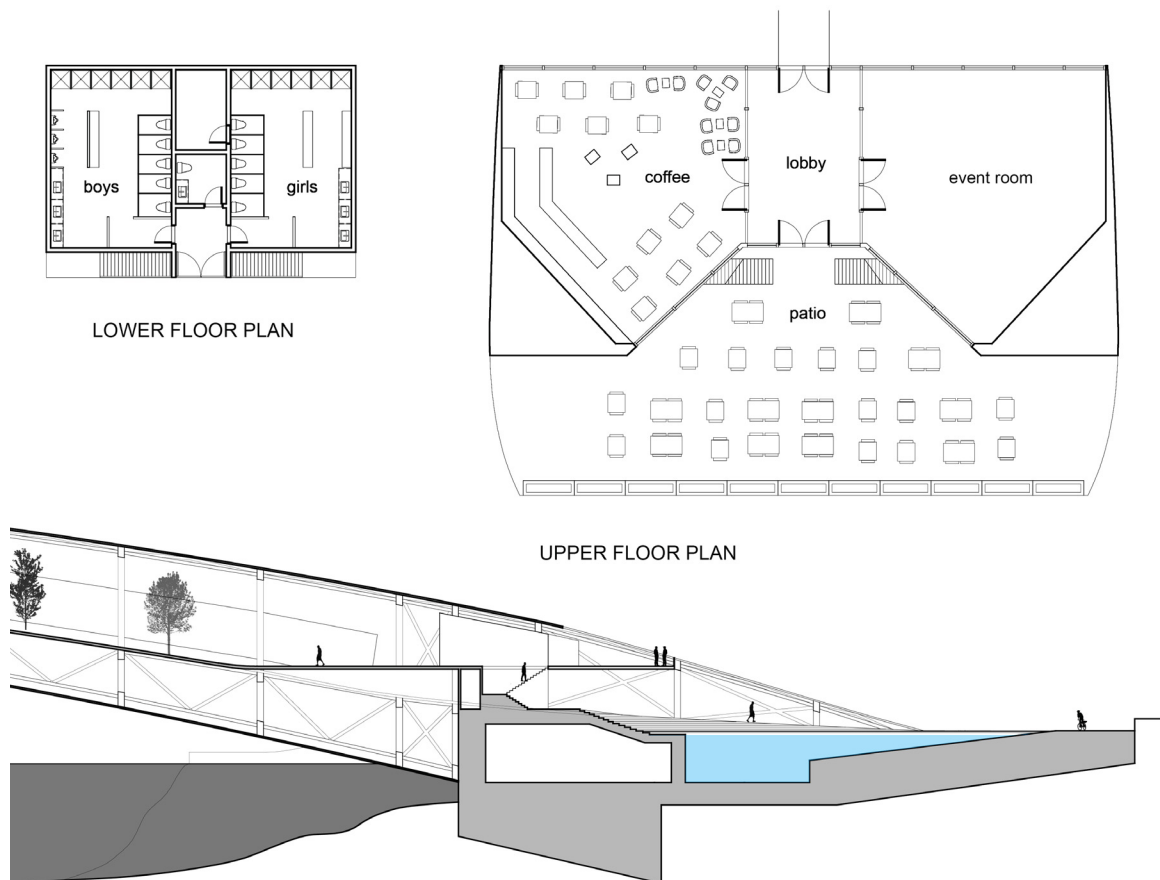 boys
girls
LOWER FLOOR PLAN
coffee
lobby
event room
patio
UPPER FLOOR PLAN